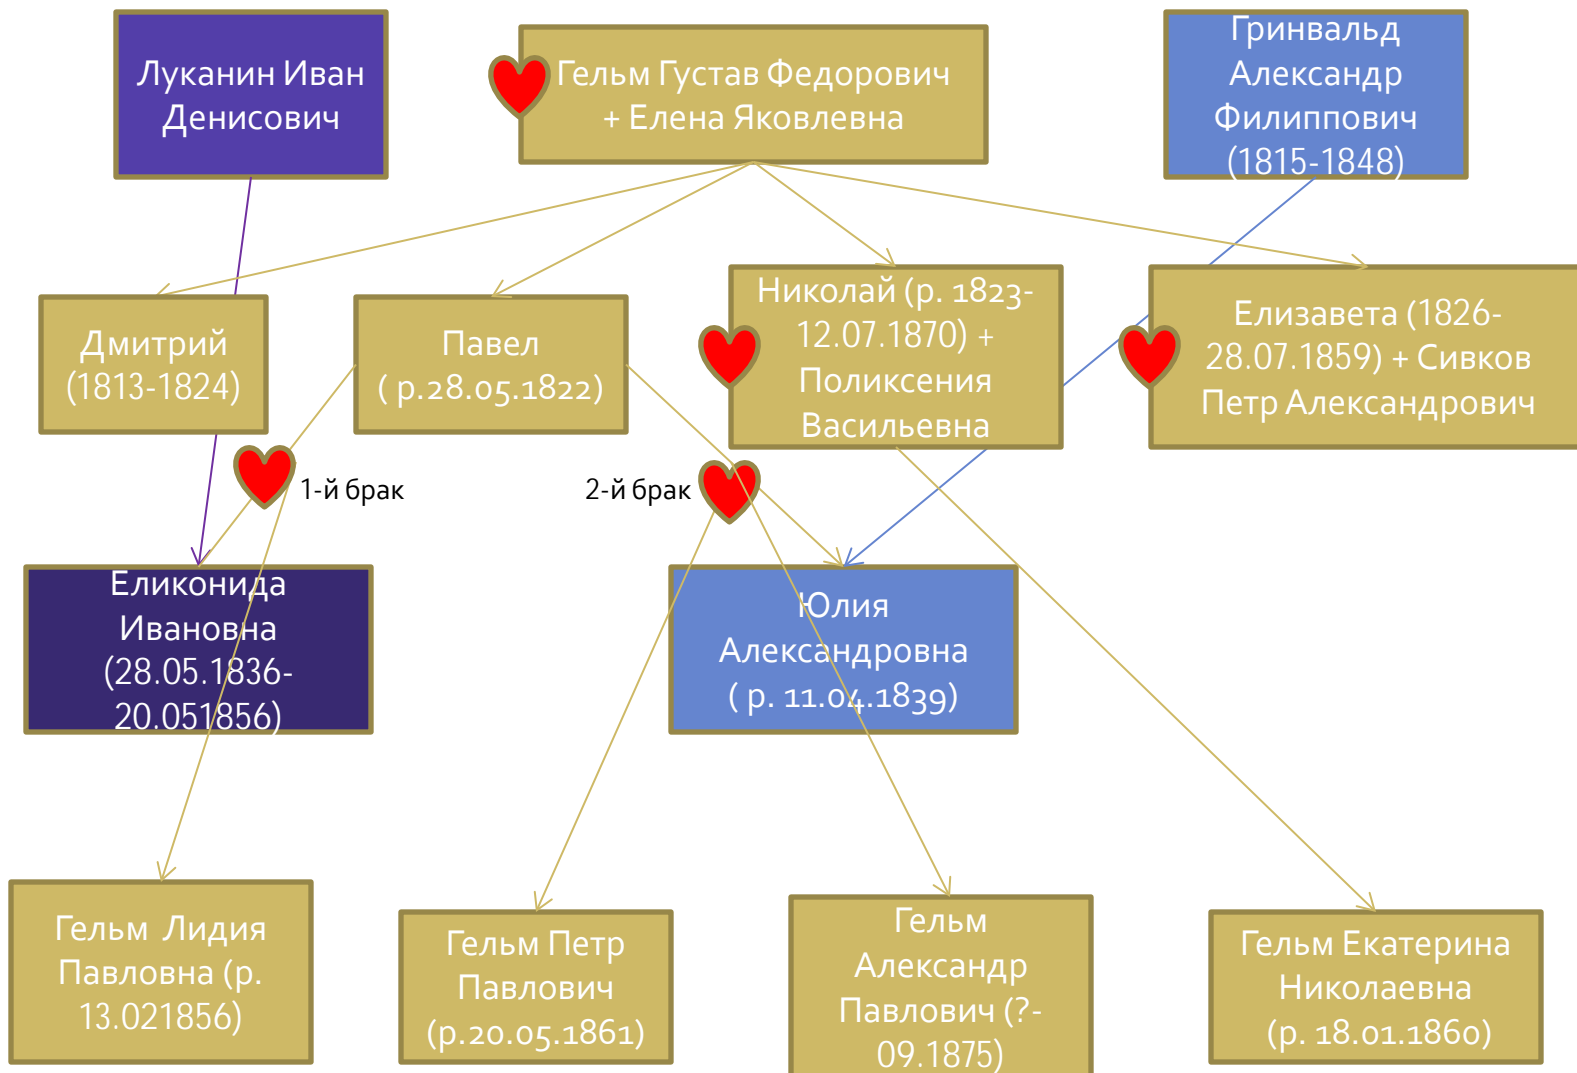 Луканин Иван
Денисович
Гельм Густав Федорович
+ Елена Яковлевна
Гринвальд
Александр
Филиппович
(1815-1848)
Дмитрий
(1813-1824)
Павел
( р.28.05.1822)
Николай (р. 1823-
12.07.1870) +
Поликсения
Васильевна
Елизавета (1826-
28.07.1859) + Сивков
Петр Александрович
1-й брак
2-й брак
Еликонида
Ивановна
(28.05.1836-
20.051856)
Юлия
Александровна
( р. 11.04.1839)
Гельм Лидия
Павловна (р.
13.021856)
Гельм Петр
Павлович
(р.20.05.1861)
Гельм
Александр
Павлович (?-
09.1875)
Гельм Екатерина
Николаевна
(р. 18.01.1860)